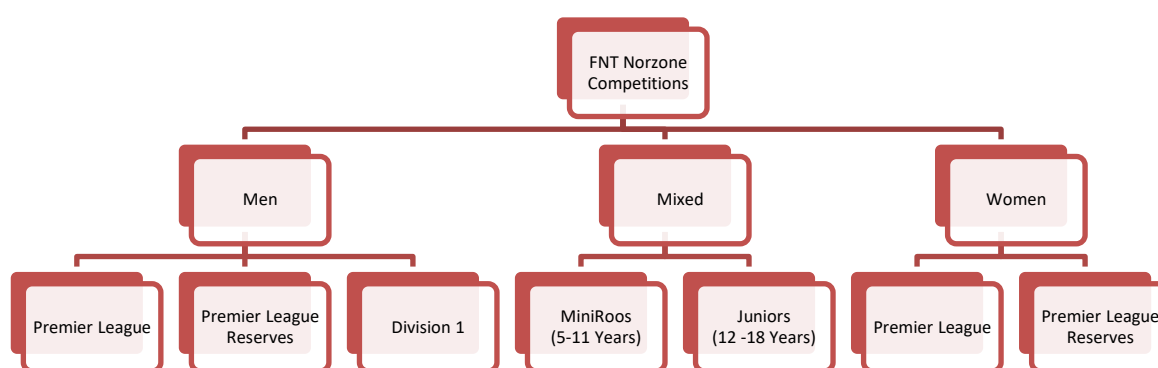 FNT Norzone
Competitions
Men
Mixed
Women
Premier League
Premier League
Reserves
Division 1
MiniRoos
(5-11 Years)
Juniors
(12 -18 Years)
Premier League
Premier League
Reserves